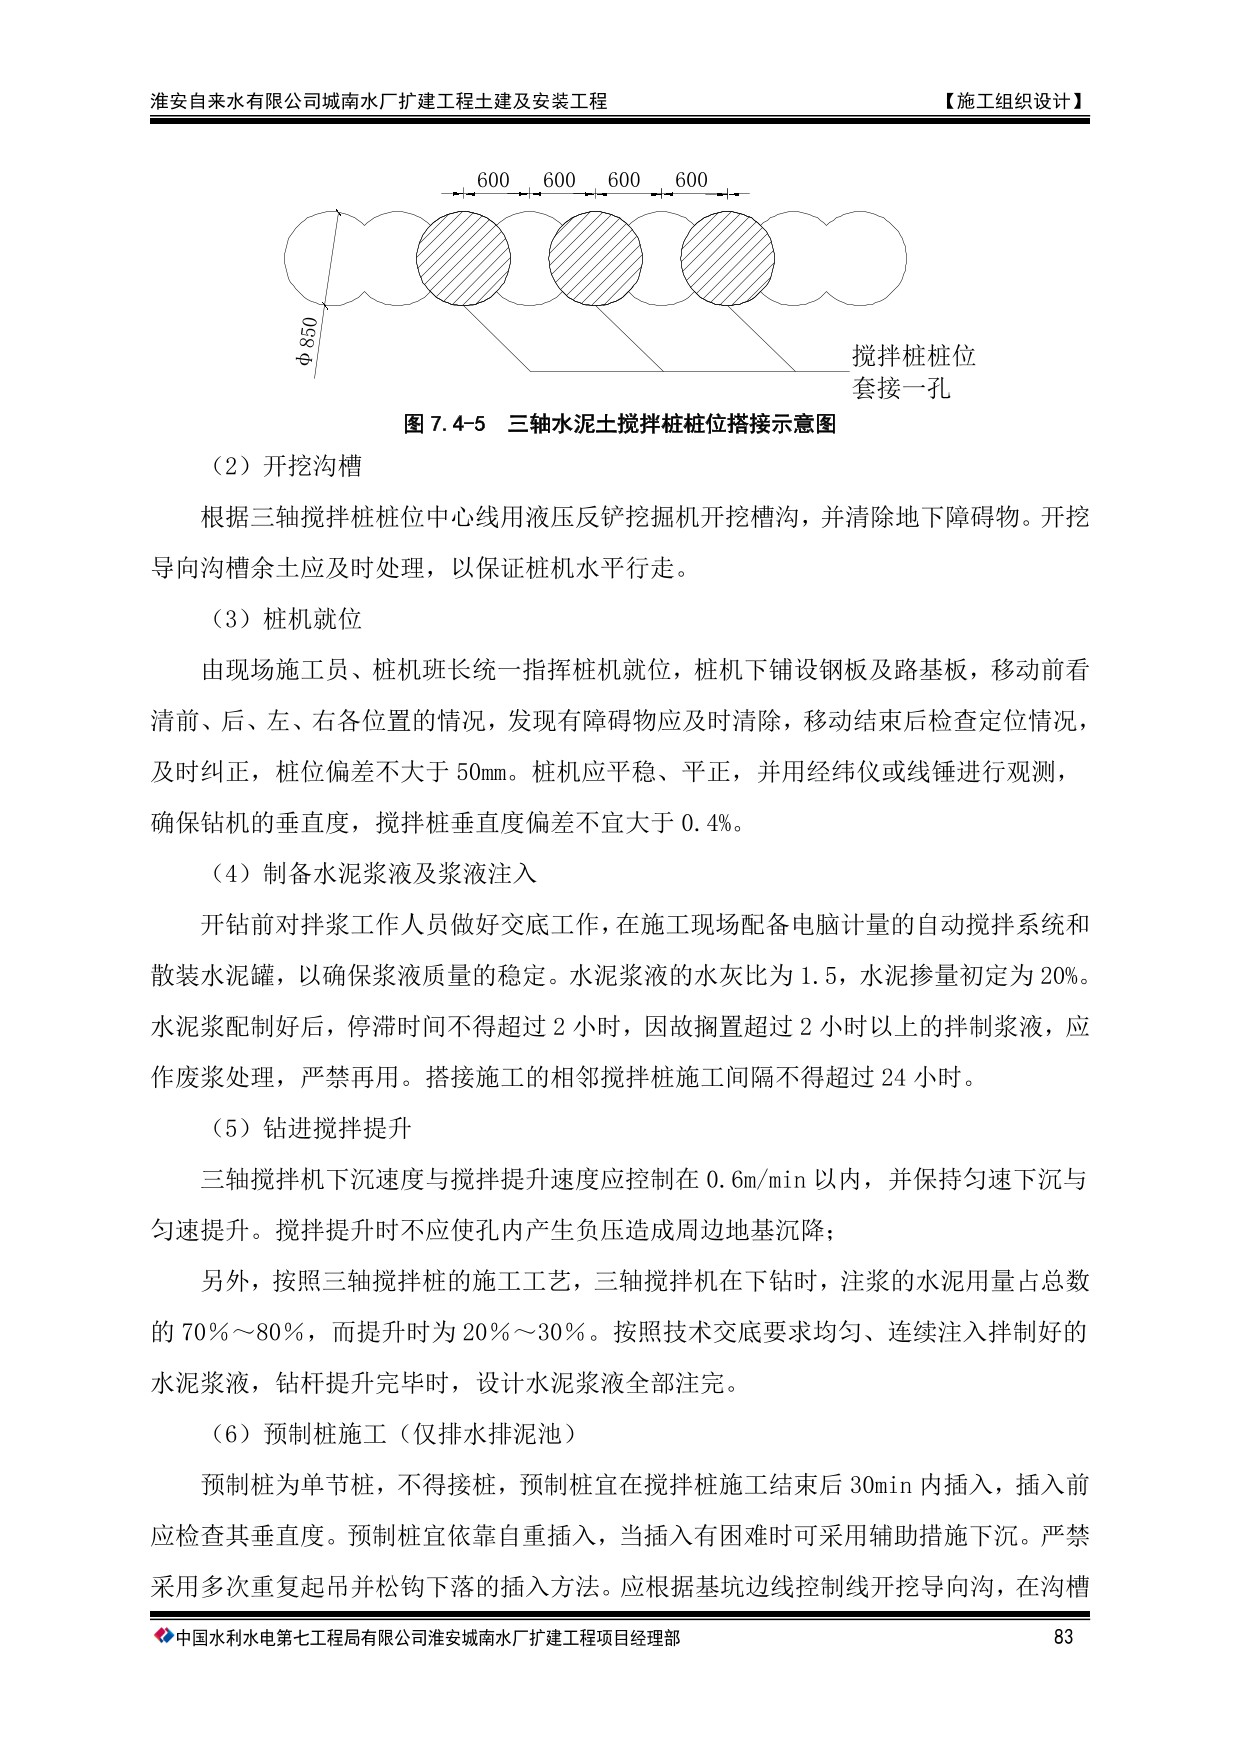 淮安自来水有限公司城南水厂扩建工程土建及安装工程 【施工组织设计】
600 600 600 600
φ850
搅拌桩桩位
套接一孔
图 7.4-5 三轴水泥土搅拌桩桩位搭接示意图
（2）开挖沟槽
根据三轴搅拌桩桩位中心线用液压反铲挖掘机开挖槽沟，并清除地下障碍物。开挖
导向沟槽余土应及时处理，以保证桩机水平行走。
（3）桩机就位
由现场施工员、桩机班长统一指挥桩机就位，桩机下铺设钢板及路基板，移动前看
清前、后、左、右各位置的情况，发现有障碍物应及时清除，移动结束后检查定位情况，
及时纠正，桩位偏差不大于 50mm。桩机应平稳、平正，并用经纬仪或线锤进行观测，
确保钻机的垂直度，搅拌桩垂直度偏差不宜大于 0.4%。
（4）制备水泥浆液及浆液注入
开钻前对拌浆工作人员做好交底工作，在施工现场配备电脑计量的自动搅拌系统和
散装水泥罐，以确保浆液质量的稳定。水泥浆液的水灰比为 1.5，水泥掺量初定为 20%。
水泥浆配制好后，停滞时间不得超过 2 小时，因故搁置超过 2 小时以上的拌制浆液，应
作废浆处理，严禁再用。搭接施工的相邻搅拌桩施工间隔不得超过 24 小时。
（5）钻进搅拌提升
三轴搅拌机下沉速度与搅拌提升速度应控制在 0.6m/min 以内，并保持匀速下沉与
匀速提升。搅拌提升时不应使孔内产生负压造成周边地基沉降；
另外，按照三轴搅拌桩的施工工艺，三轴搅拌机在下钻时，注浆的水泥用量占总数
的 70％～80％，而提升时为 20％～30％。按照技术交底要求均匀、连续注入拌制好的
水泥浆液，钻杆提升完毕时，设计水泥浆液全部注完。
（6）预制桩施工（仅排水排泥池）
预制桩为单节桩，不得接桩，预制桩宜在搅拌桩施工结束后 30min 内插入，插入前
应检查其垂直度。预制桩宜依靠自重插入，当插入有困难时可采用辅助措施下沉。严禁
采用多次重复起吊并松钩下落的插入方法。应根据基坑边线控制线开挖导向沟，在沟槽
中国水利水电第七工程局有限公司淮安城南水厂扩建工程项目经理部 83